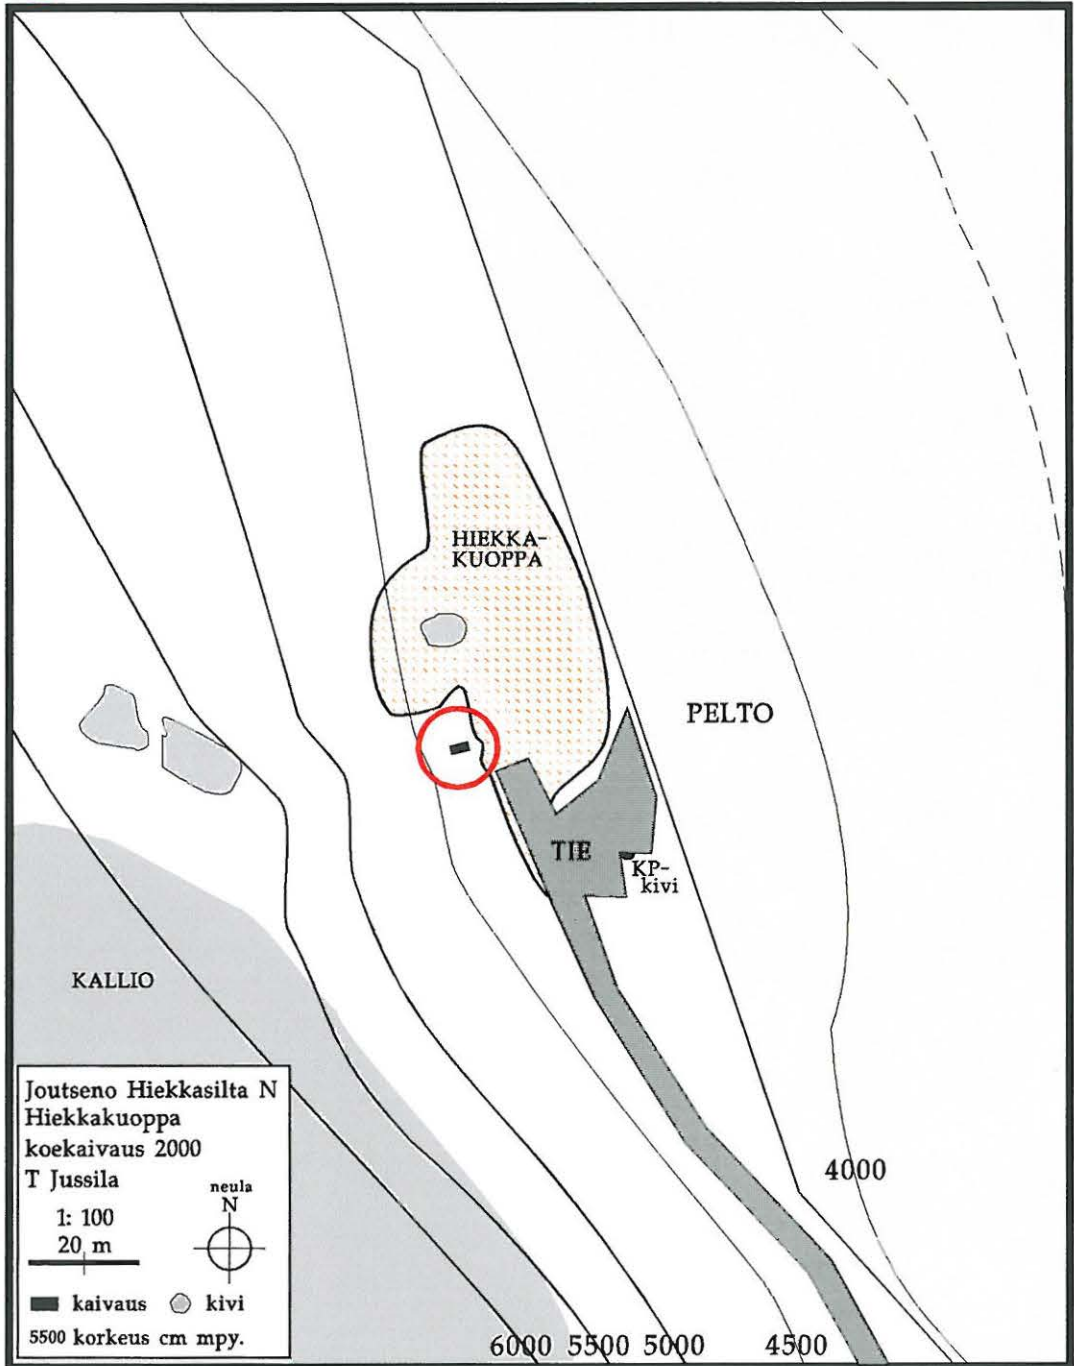 HIEKKA-
KUOPPA
PELTO
TIE
KP-
kivi
KALLIO
Joutseno Hiekkasilta N
Hiekkakuoppa
koekaivaus 2000
T Jussila
neula
N
1: 100
20 m
kaivaus kivi
5500 korkeus cm mpy.
4000
6000 5500 5000 4500